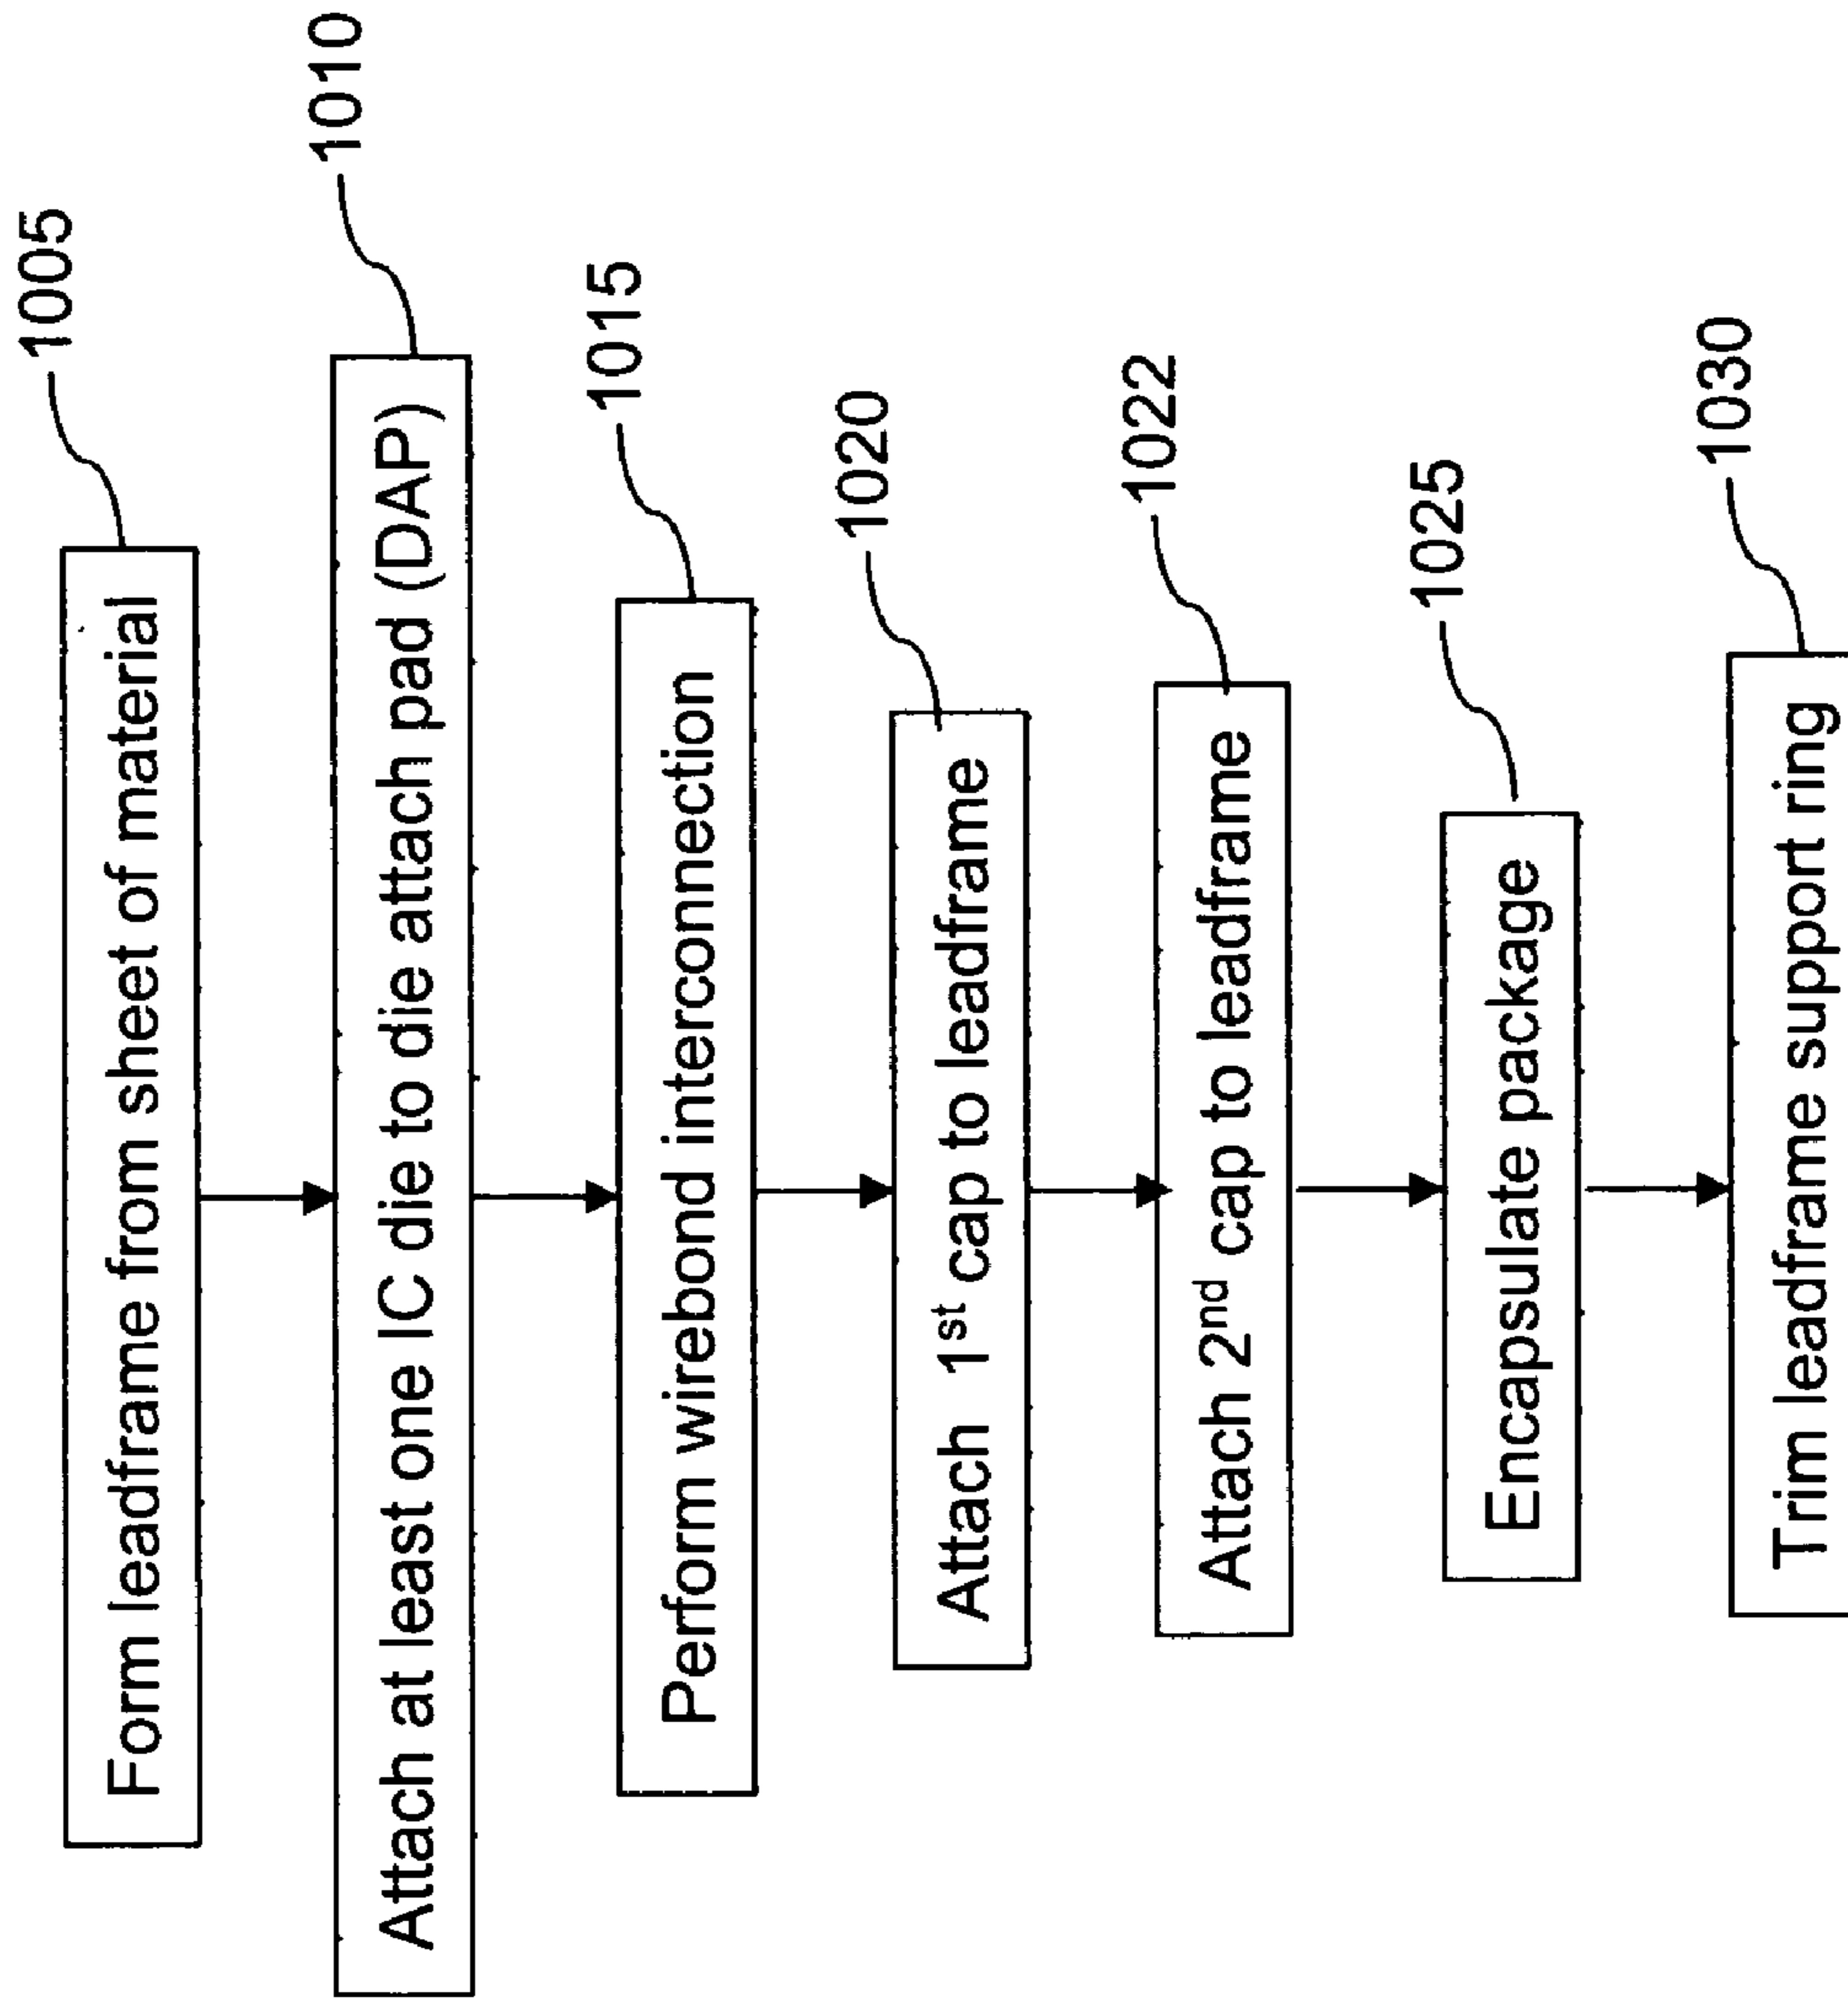 1005
Form leadframe from sheet of material
1010
Attach at least one IC die to die attach pad (DAP)
1015
Perform wirebond interconnection
1020
Attach 1st cap to leadframe
1022
Attach 2nd cap to leadframe
1025
Encapsulate package
1030
Trim leadframe support ring